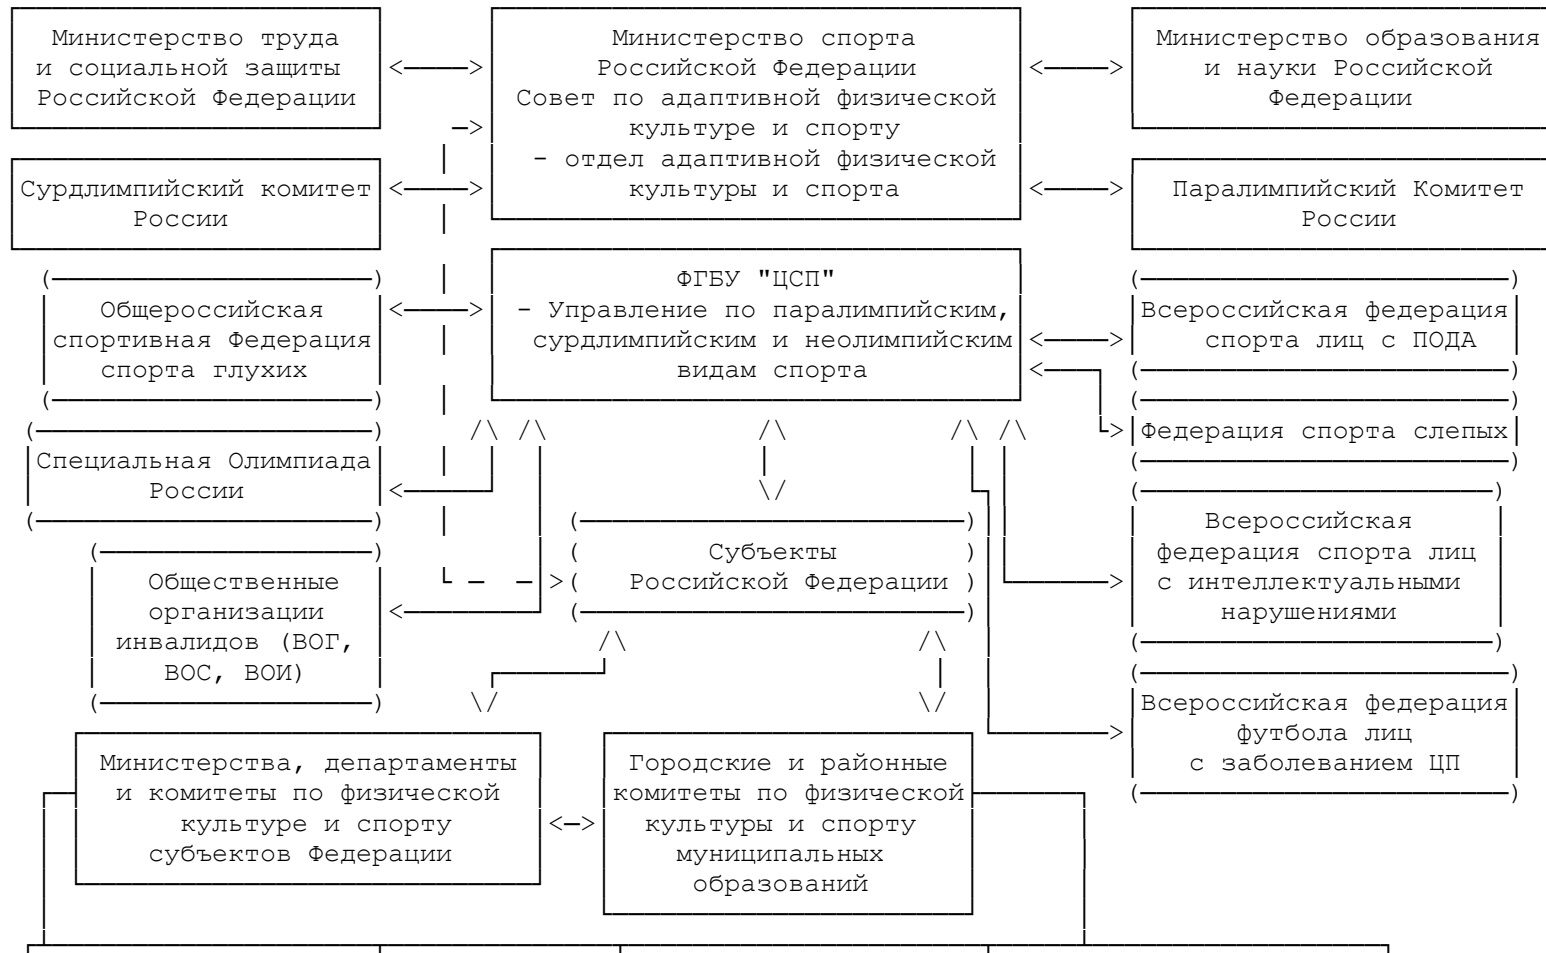 Министерство труда
и социальной защиты
Российской Федерации
Министерство спорта
Российской Федерации
Совет по адаптивной физической
культуре и спорту
- отдел адаптивной физической
культуры и спорта
Министерство образования
и науки Российской
Федерации
Сурдлимпийский комитет
России
Паралимпийский Комитет
России
ФГБУ "ЦСП"
- Управление по паралимпийским,
сурдлимпийским и неолимпийским
видам спорта
Общероссийская
спортивная Федерация
спорта глухих
Всероссийская федерация
спорта лиц с ПОДА
Федерация спорта слепых
Специальная Олимпиада
России
Субъекты
Российской Федерации
Всероссийская
федерация спорта лиц
с интеллектуальными
нарушениями
Общественные
организации
инвалидов (ВОГ,
ВОС, ВОИ)
Всероссийская федерация
футбола лиц
с заболеванием ЦП
Министерства, департаменты
и комитеты по физической
культуре и спорту
субъектов Федерации
Городские и районные
комитеты по физической
культуры и спорту
муниципальных
образований